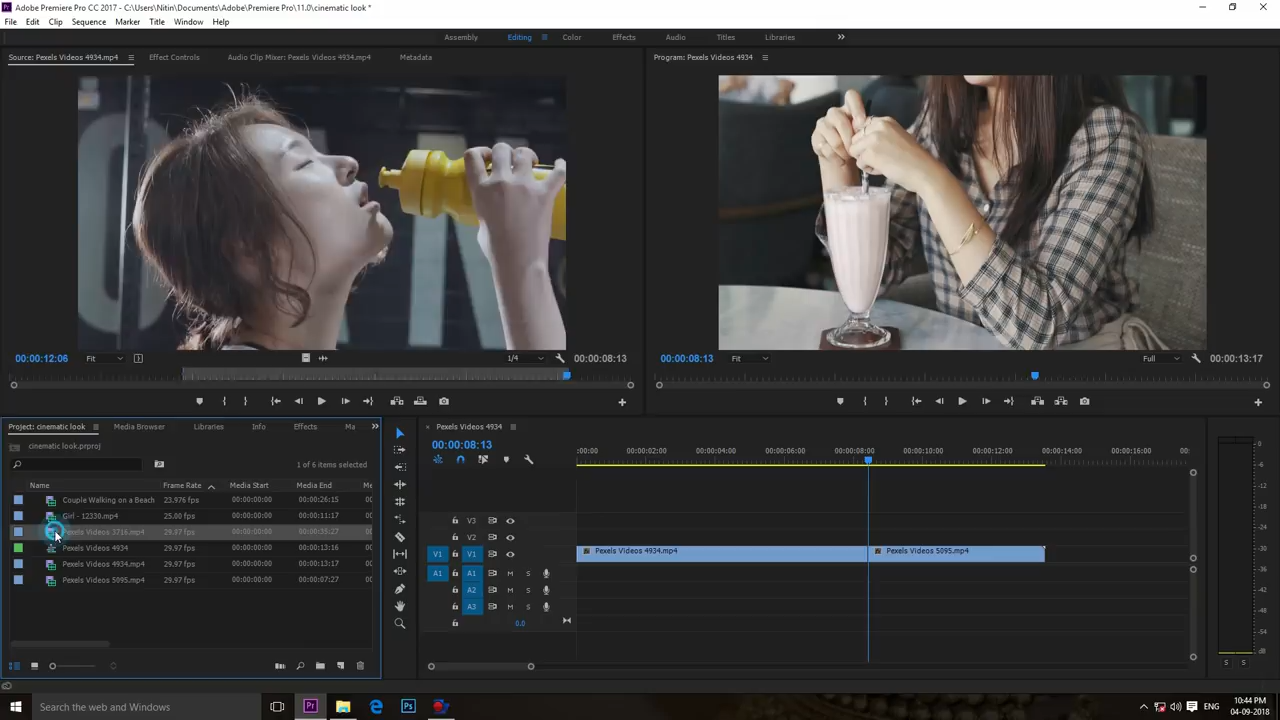 Adobe Premiere Pro CC 2017 - C:\Users\Nitin\Documents\Adobe\Premiere Pro\11.0\cinematic look *
File Edit Clip Sequence Marker Title Window Help
Assembly Editing Color Effects Audio Titles Libraries
Source: Pexels Videos 4934.mp4 Effect Controls Audio Clip Mixer: Pexels Videos 4934.mp4 Metadata
Program: Pexels Videos 4934
00:00:12:06 Fit 1/4 00:00:08:13
00:00:08:13 Fit Full 00:00:13:17
Project: cinematic look Media Browser Libraries Info Effects Ma
cinematic look.prproj
1 of 6 items selected
Name Frame Rate Media Start Media End Me
Couple Walking on a Beach 23.976 fps 00:00:00:00 00:00:26:15
Girl - 12330.mp4 25.00 fps 00:00:00:00 00:00:11:17
Pexels Videos 3716.mp4 29.97 fps 00:00:00:00 00:00:35:27
Pexels Videos 4934 29.97 fps 00:00:00:00 00:00:13:16
Pexels Videos 4934.mp4 29.97 fps 00:00:00:00 00:00:13:17
Pexels Videos 5095.mp4 29.97 fps 00:00:00:00 00:00:07:27
Pexels Videos 4934
00:00:08:13
:00:00 00:00:02:00 00:00:04:00 00:00:06:00 00:00:08:00 00:00:10:00 00:00:12:00 00:00:14:00 00:00:16:00
V3
V2
V1 V1 Pexels Videos 4934.mp4 Pexels Videos 5095.mp4
A1 A1 M S
A2 M S
A3 M S
0.0
0
-6
-12
-18
-24
-30
-36
-42
-48
-54
dB
S S
Search the Web and Windows
ENG
10:44 PM
04-09-2018